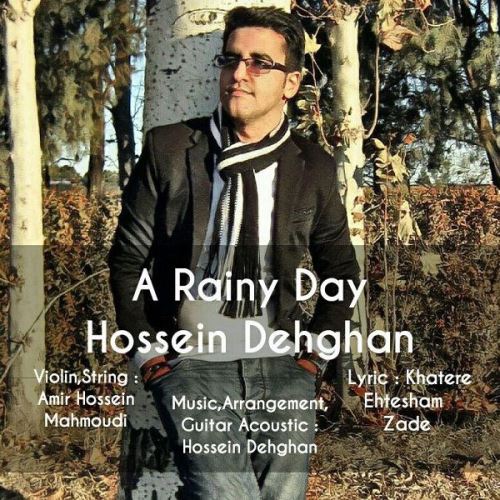 A Rainy Day
Hossein Dehghan
Violin,String :
Amir Hossein
Mahmoudi
Music,Arrangement,
Guitar Acoustic :
Hossein Dehghan
Lyric : Khatere
Ehtesham
Zade